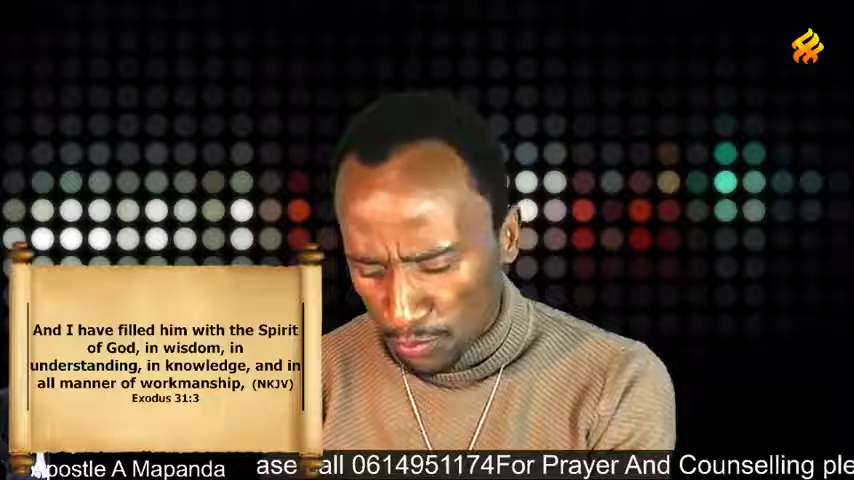 And I have filled him with the Spirit
of God, in wisdom, in
understanding, in knowledge, and in
all manner of workmanship, (NKJV)
Exodus 31:3
postle A Mapanda
ase all 0614951174For Prayer And Counselling ple